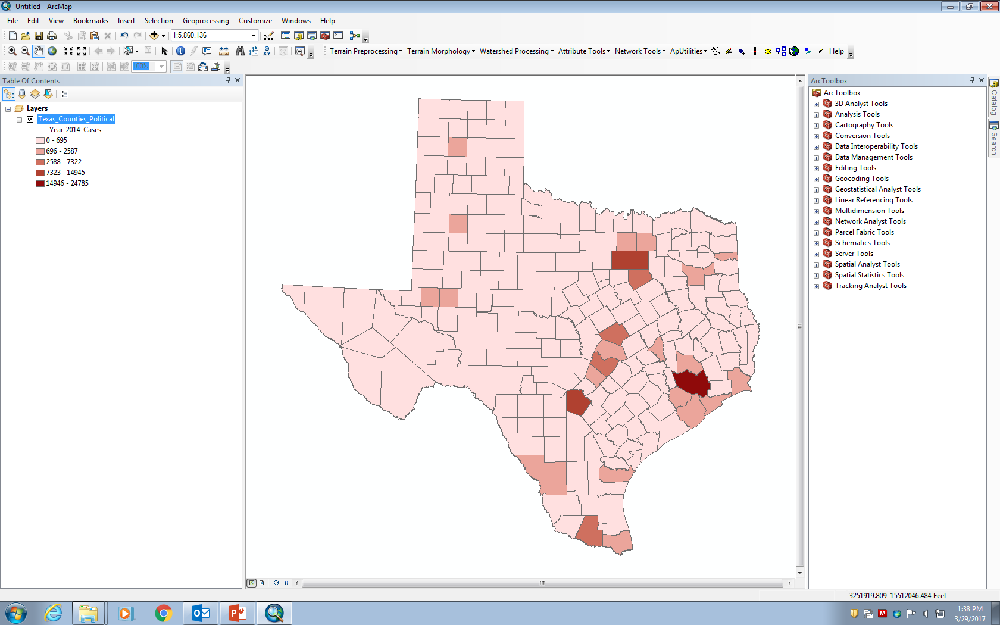 Untitled - ArcMap
File Edit View Bookmarks Insert Selection Geoprocessing Customize Windows Help
1:5,860,136
Terrain Preprocessing Terrain Morphology Watershed Processing Attribute Tools Network Tools ApUtilities Help
100%
Table Of Contents
Layers
Texas_Counties_Political
Year_2014_Cases
0 - 695
696 - 2587
2588 - 7322
7323 - 14945
14946 - 24785
ArcToolbox
ArcToolbox
3D Analyst Tools
Analysis Tools
Cartography Tools
Conversion Tools
Data Interoperability Tools
Data Management Tools
Editing Tools
Geocoding Tools
Geostatistical Analyst Tools
Linear Referencing Tools
Multidimension Tools
Network Analyst Tools
Parcel Fabric Tools
Schematics Tools
Server Tools
Spatial Analyst Tools
Spatial Statistics Tools
Tracking Analyst Tools
Catalog
Search
3251919.809 15512046.484 Feet
1:38 PM
3/29/2017